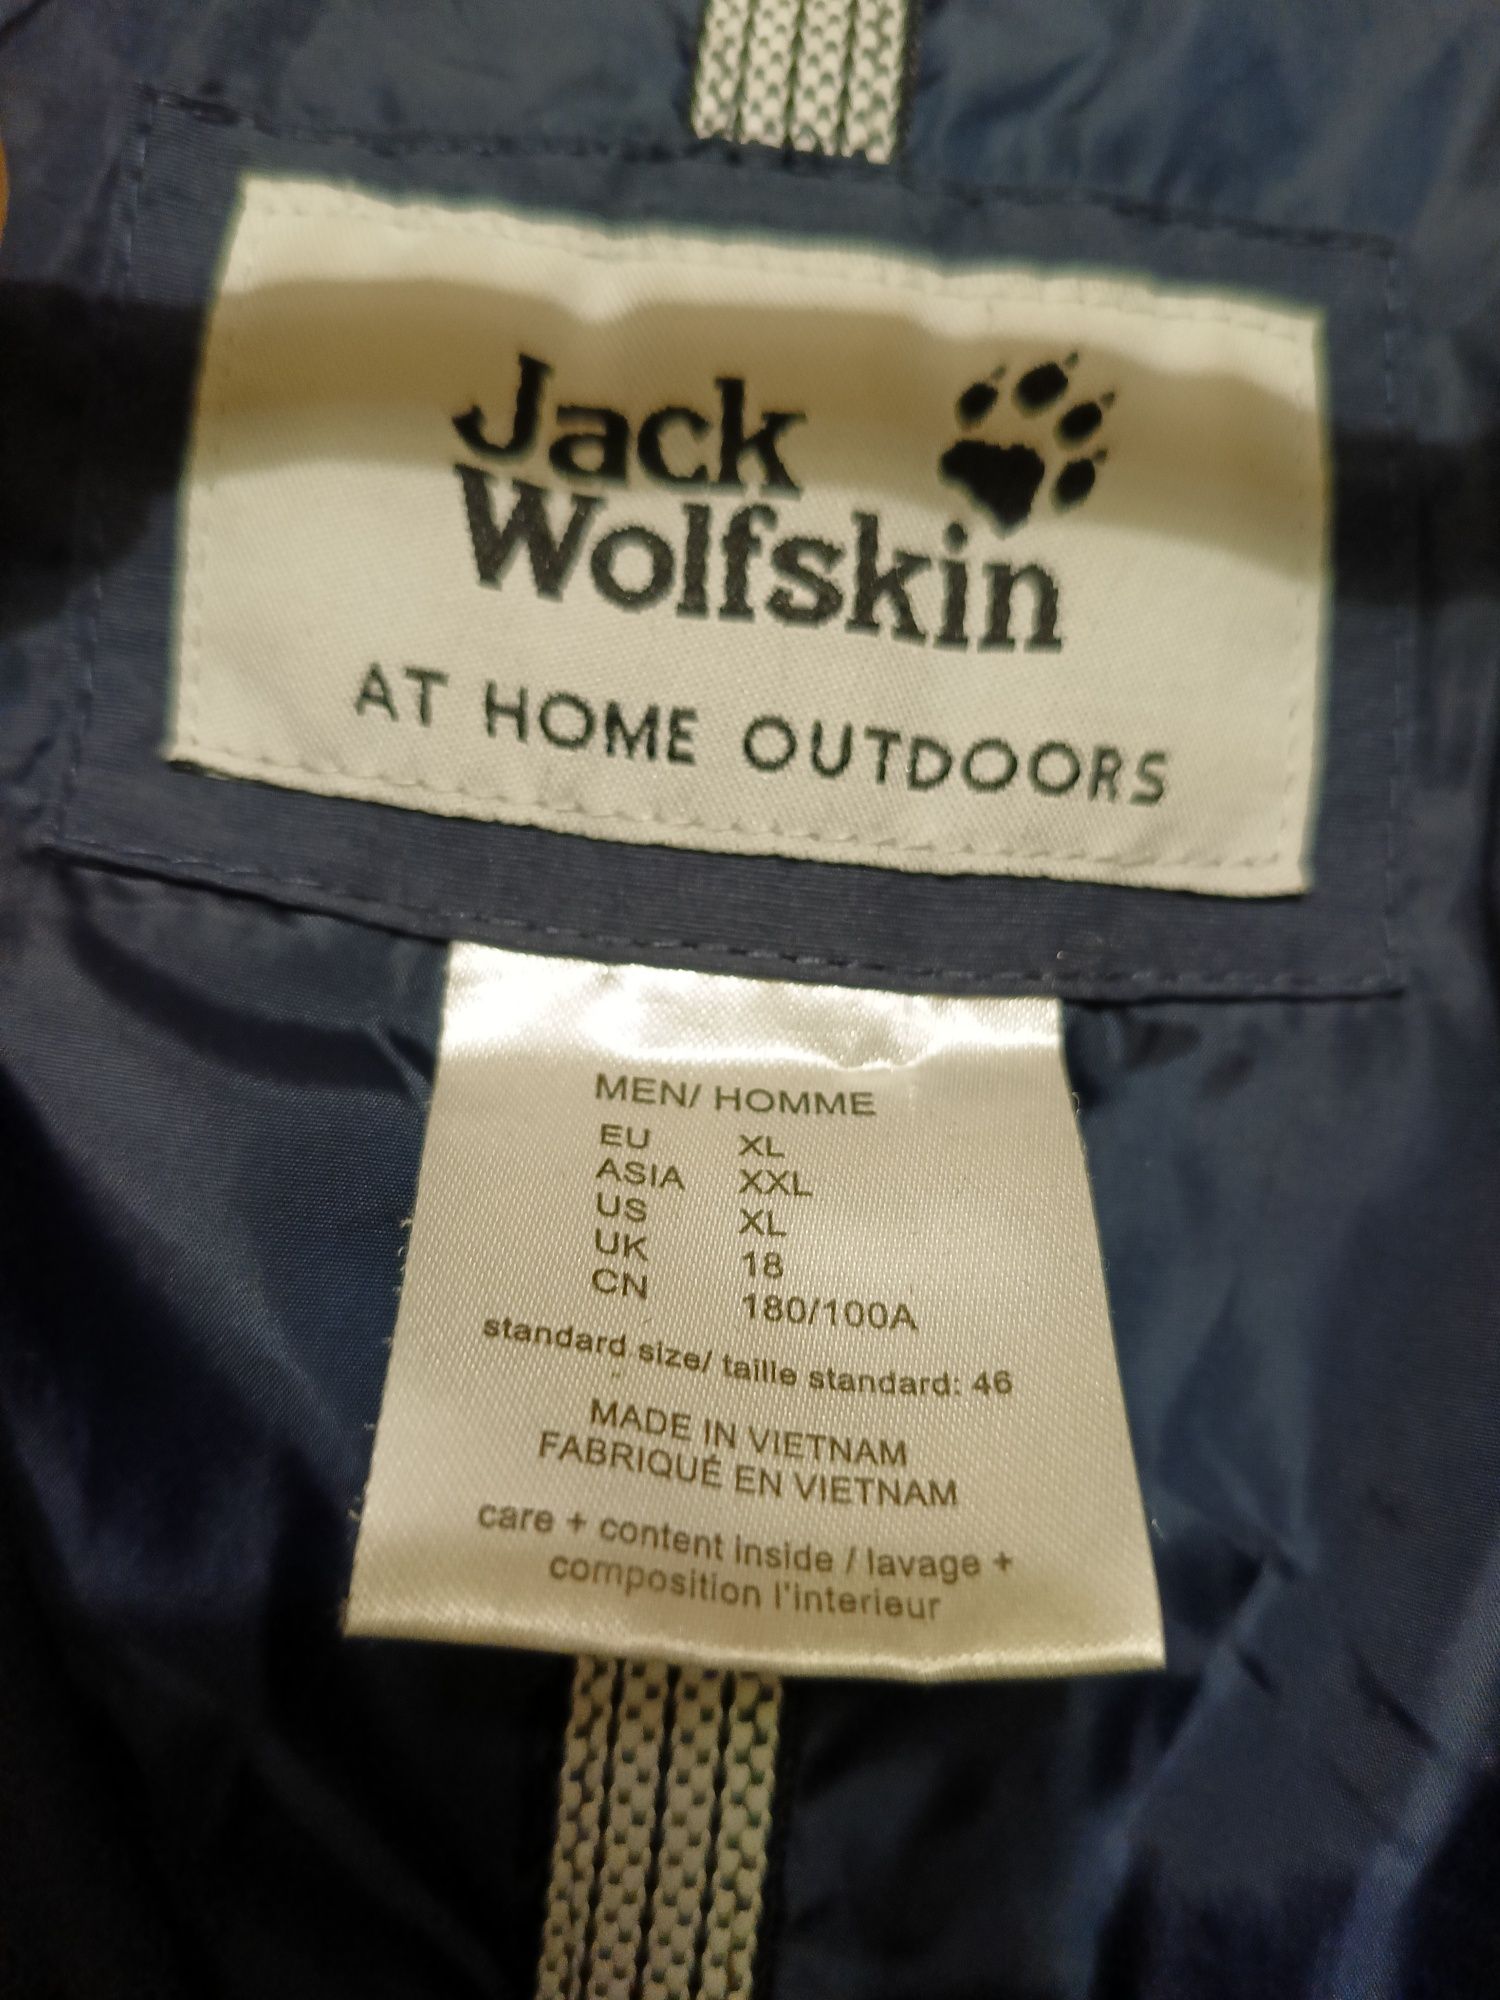 Jack
Wolfskin
AT HOME OUTDOORS
MEN/ HOMME
EU XL
ASIA XXL
US XL
UK 18
CN 180/100A
standard size/ taille standard: 46
MADE IN VIETNAM
FABRIQUÉ EN VIETNAM
care + content inside / lavage +
composition l'interieur